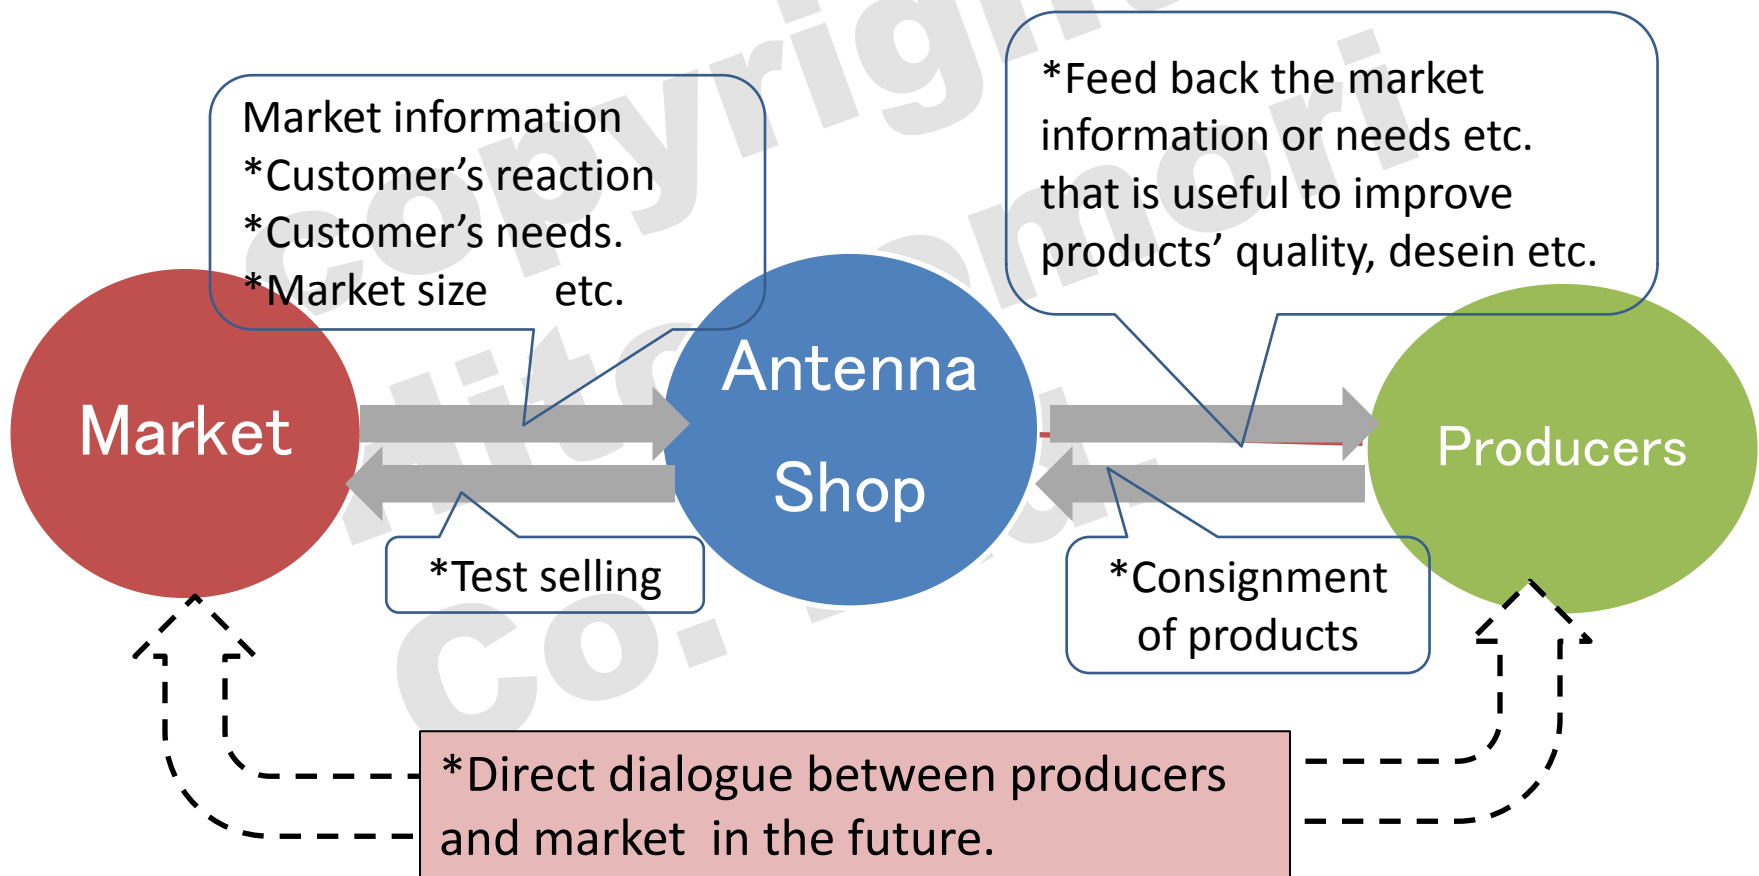 Market information
*Customer’s reaction
*Customer’s needs.
*Market size etc.
*Feed back the market
information or needs etc.
that is useful to improve
products’ quality, desein etc.
Market
Antenna
Shop
Producers
*Test selling
*Consignment
of products
*Direct dialogue between producers
and market in the future.
Co.